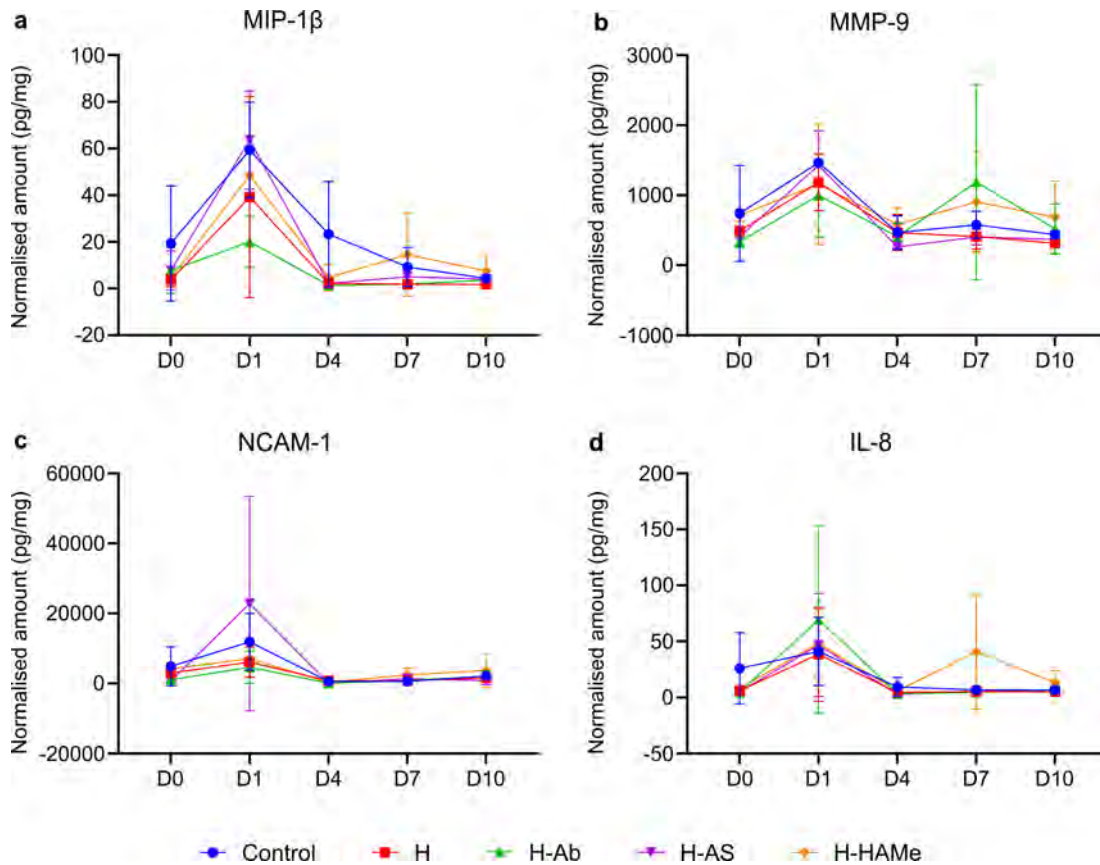 a MIP-1β
Normalised amount (pg/mg)
100
80
60
40
20
0
-20
D0 D1 D4 D7 D10
b MMP-9
Normalised amount (pg/mg)
3000
2000
1000
0
-1000
D0 D1 D4 D7 D10
c NCAM-1
Normalised amount (pg/mg)
60000
40000
20000
0
-20000
D0 D1 D4 D7 D10
d IL-8
Normalised amount (pg/mg)
200
150
100
50
0
-50
D0 D1 D4 D7 D10
Control H H-Ab H-AS H-HAMe